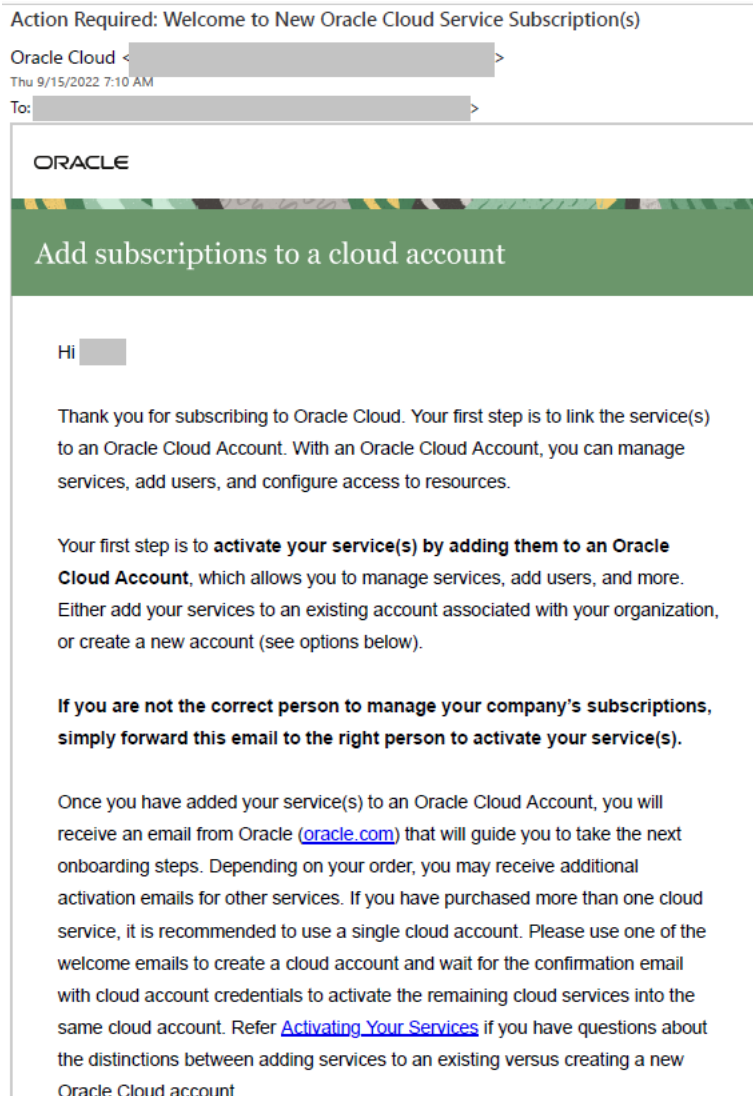 Action Required: Welcome to New Oracle Cloud Service Subscription(s)
Oracle Cloud < >
Thu 9/15/2022 7:10 AM
To: >
ORACLE
Add subscriptions to a cloud account
Hi
Thank you for subscribing to Oracle Cloud. Your first step is to link the service(s)
to an Oracle Cloud Account. With an Oracle Cloud Account, you can manage
services, add users, and configure access to resources.
Your first step is to activate your service(s) by adding them to an Oracle
Cloud Account, which allows you to manage services, add users, and more.
Either add your services to an existing account associated with your organization,
or create a new account (see options below).
If you are not the correct person to manage your company's subscriptions,
simply forward this email to the right person to activate your service(s).
Once you have added your service(s) to an Oracle Cloud Account, you will
receive an email from Oracle (oracle.com) that will guide you to take the next
onboarding steps. Depending on your order, you may receive additional
activation emails for other services. If you have purchased more than one cloud
service, it is recommended to use a single cloud account. Please use one of the
welcome emails to create a cloud account and wait for the confirmation email
with cloud account credentials to activate the remaining cloud services into the
same cloud account. Refer Activating Your Services if you have questions about
the distinctions between adding services to an existing versus creating a new
Oracle Cloud account